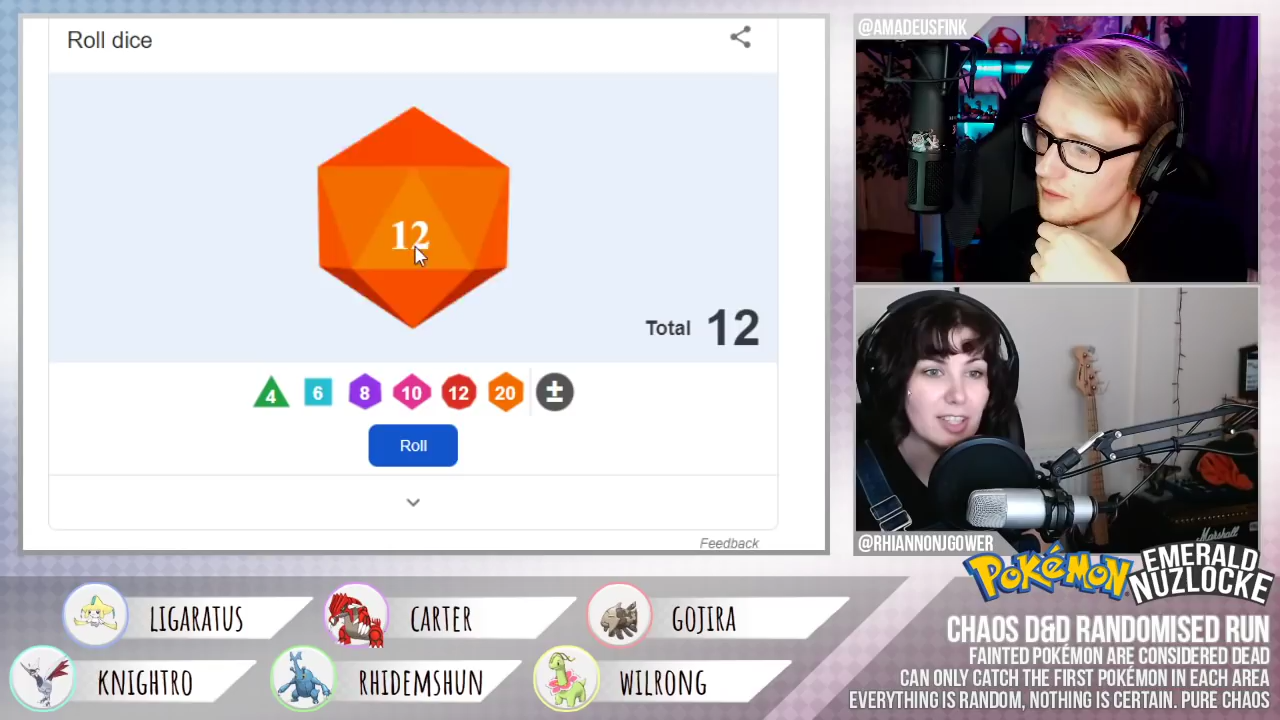 Roll dice
12
Total 12
4 6 8 10 12 20 ±
Roll
Feedback
@AMADEUSFINK
@RHIANNONJGOWER
Marshall
POKéMON
EMERALD
NUZLOCKE
CHAOS D&D RANDOMISED RUN
FAINTED POKÉMON ARE CONSIDERED DEAD
CAN ONLY CATCH THE FIRST POKÉMON IN EACH AREA
EVERYTHING IS RANDOM, NOTHING IS CERTAIN. PURE CHAOS
LIGARATUS
CARTER
GOJIRA
KNIGHTRO
RHIDEMSHUN
WILRONG